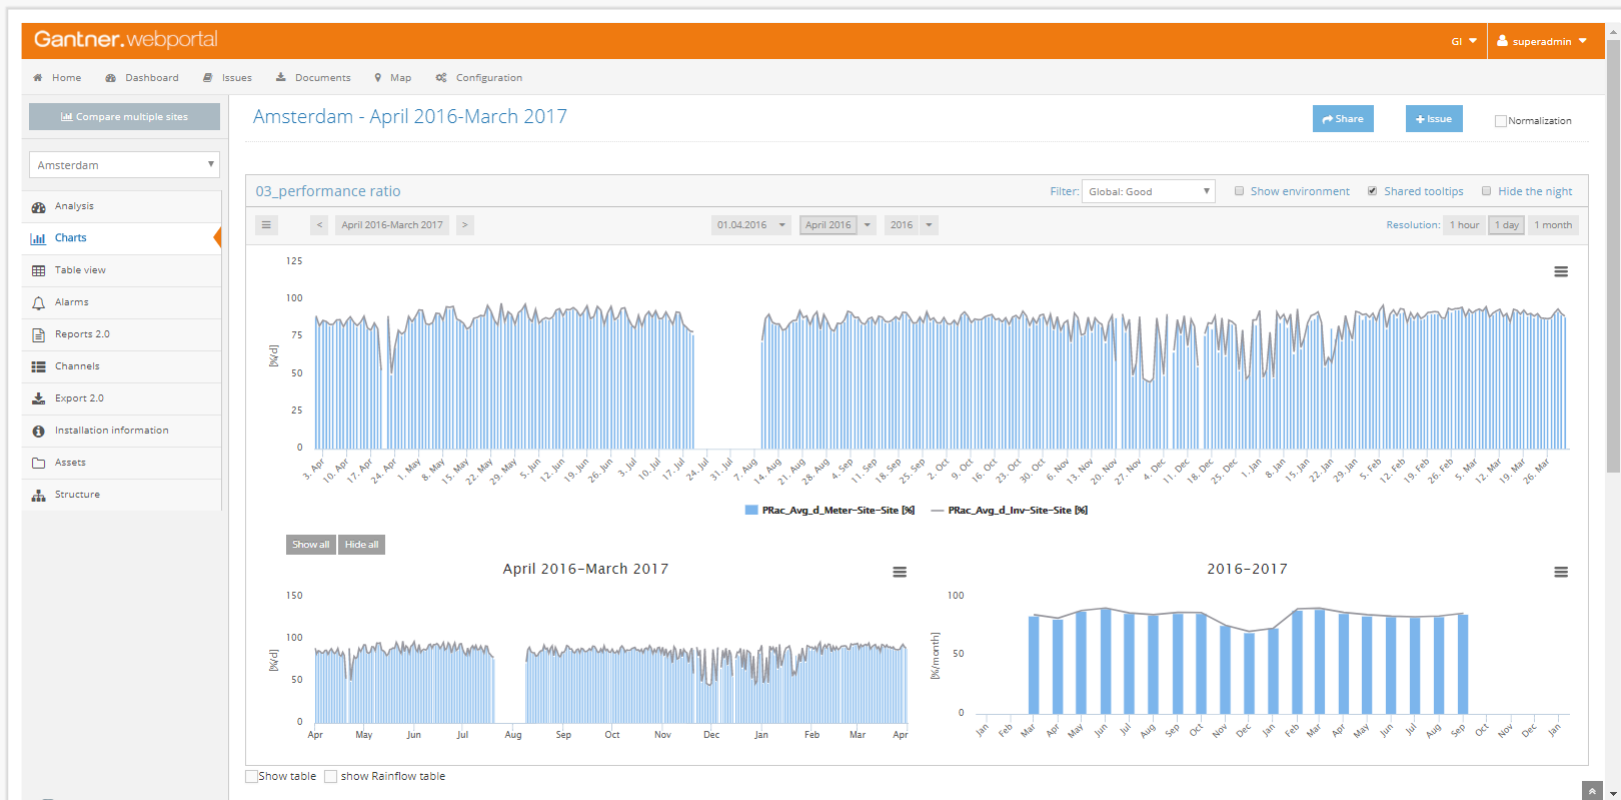 Gantner.webportal
GI superadmin
Home Dashboard Issues Documents Map Configuration
Compare multiple sites
Amsterdam - April 2016-March 2017
Share Issue Normalization
Amsterdam
Analysis
Charts
Table view
Alarms
Reports 2.0
Channels
Export 2.0
Installation information
Assets
Structure
03_performance ratio
Filter: Global: Good Show environment Shared tooltips Hide the night
< April 2016-March 2017 > 01.04.2016 April 2016 2016 Resolution: 1 hour 1 day 1 month
125
100
75
50
25
0
[%/d]
3. Apr 10. Apr 17. Apr 24. Apr 1. May 8. May 15. May 22. May 29. May 5. Jun 12. Jun 19. Jun 26. Jun 3. Jul 10. Jul 17. Jul 24. Jul 31. Jul 7. Aug 14. Aug 21. Aug 28. Aug 4. Sep 11. Sep 18. Sep 25. Sep 2. Oct 9. Oct 16. Oct 23. Oct 30. Oct 6. Nov 13. Nov 20. Nov 27. Nov 4. Dec 11. Dec 18. Dec 25. Dec 1. Jan 8. Jan 15. Jan 22. Jan 29. Jan 5. Feb 12. Feb 19. Feb 26. Feb 5. Mar 12. Mar 19. Mar 26. Mar
PRac_Avg_d_Meter-Site-Site [%] PRac_Avg_d_Inv-Site-Site [%]
Show all Hide all
April 2016-March 2017
150
100
50
0
[%/d]
Apr May Jun Jul Aug Sep Oct Nov Dec Jan Feb Mar Apr
2016-2017
100
50
0
[%/month]
Jan Feb Mar Apr May Jun Jul Aug Sep Oct Nov Dec Jan Feb Mar Apr May Jun Jul Aug Sep Oct Nov Dec Jan
Show table show Rainflow table